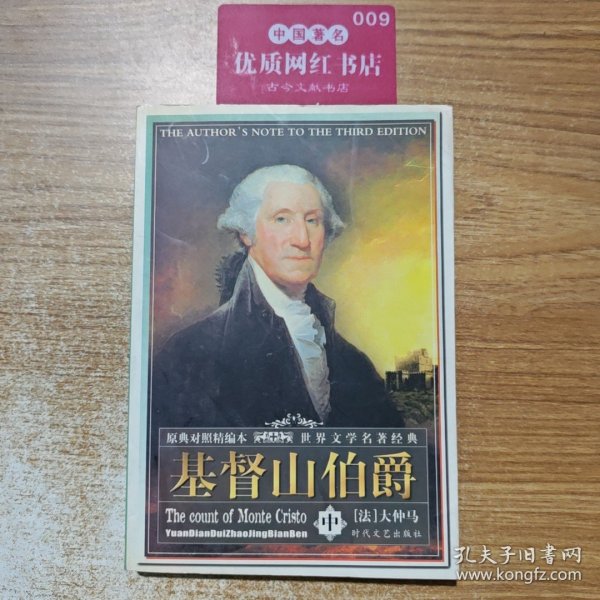 009
中国著名
优质网红书店
古今文献书店
THE AUTHOR'S NOTE TO THE THIRD EDITION
原典对照精编本 世界文学名著经典
基督山伯爵
The count of Monte Cristo 中 [法]大仲马
YuanDianDuiZhaoJingBianBen 时代文艺出版社
孔夫子旧书网
www.kongfz.com